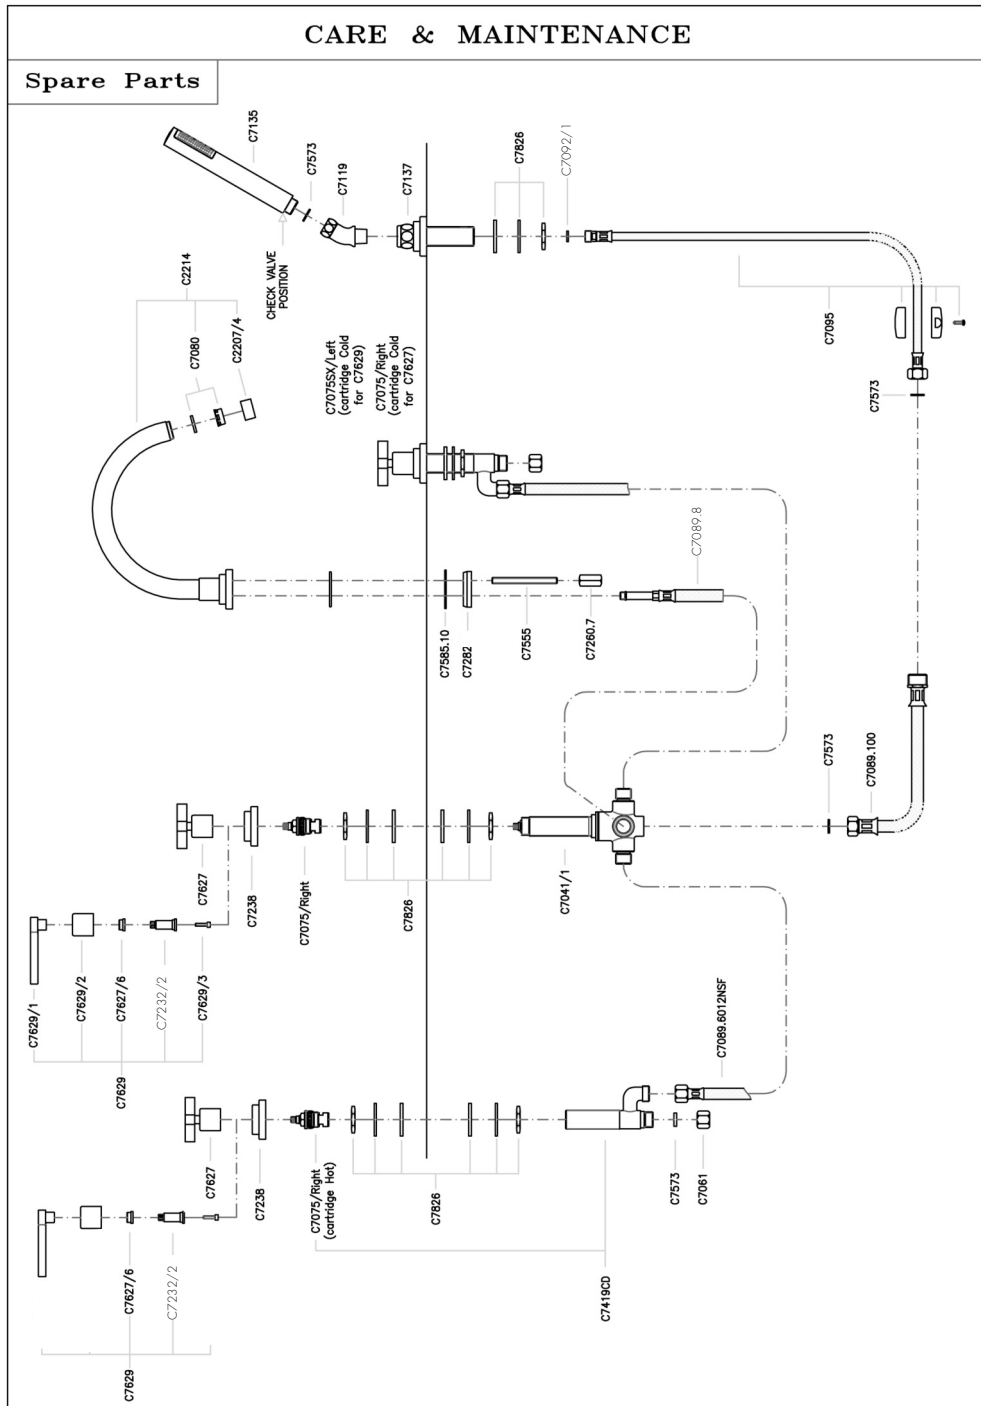 CARE & MAINTENANCE
Spare Parts
C7135
C7573
C7119
C7137
C7826
C7092/1
CHECK VALVE
POSITION
C2214
C7080
C2207/4
C7095
C7573
C7075SX/Left
(cartridge Cold
for C7629)
C7075/Right
(cartridge Cold
for C7627)
C7089.8
C7585.10
C7282
C7555
C7260.7
C7573
C7089.100
C7627
C7238
C7075/Right
C7826
C7041/1
C7629/1
C7629/2
C7627/6
C7232/2
C7629/3
C7629
C7089.6012NSF
C7627
C7238
C7075/Right
(cartridge Hot)
C7826
C7573
C7061
C7419CD
C7627/6
C7232/2
C7629